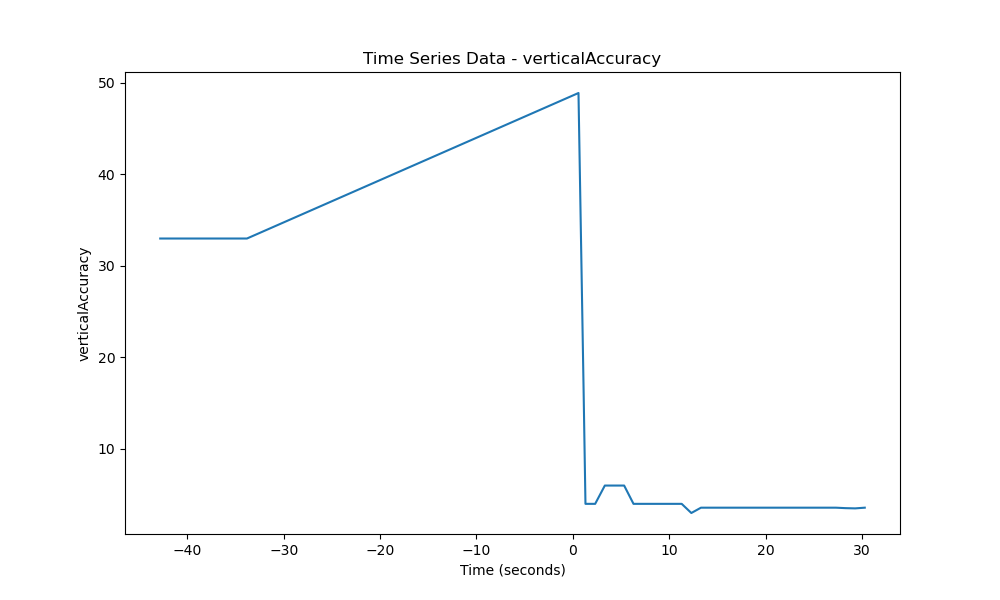 Time Series Data - verticalAccuracy
50
40
30
20
10
verticalAccuracy
−40 −30 −20 −10 0 10 20 30
Time (seconds)